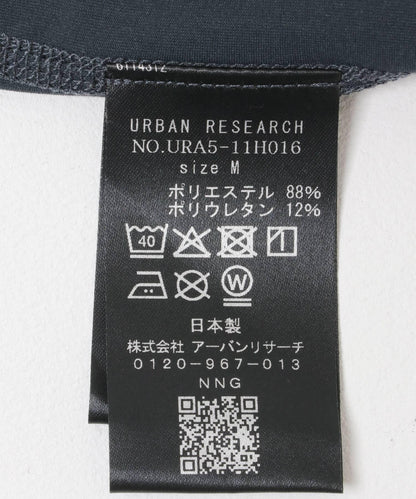 6114312
URBAN RESEARCH
NO.URA5-11H016
size M
ポリエステル 88%
ポリウレタン 12%
40
W
日本製
株式会社 アーバンリサーチ
0120-967-013
NNG